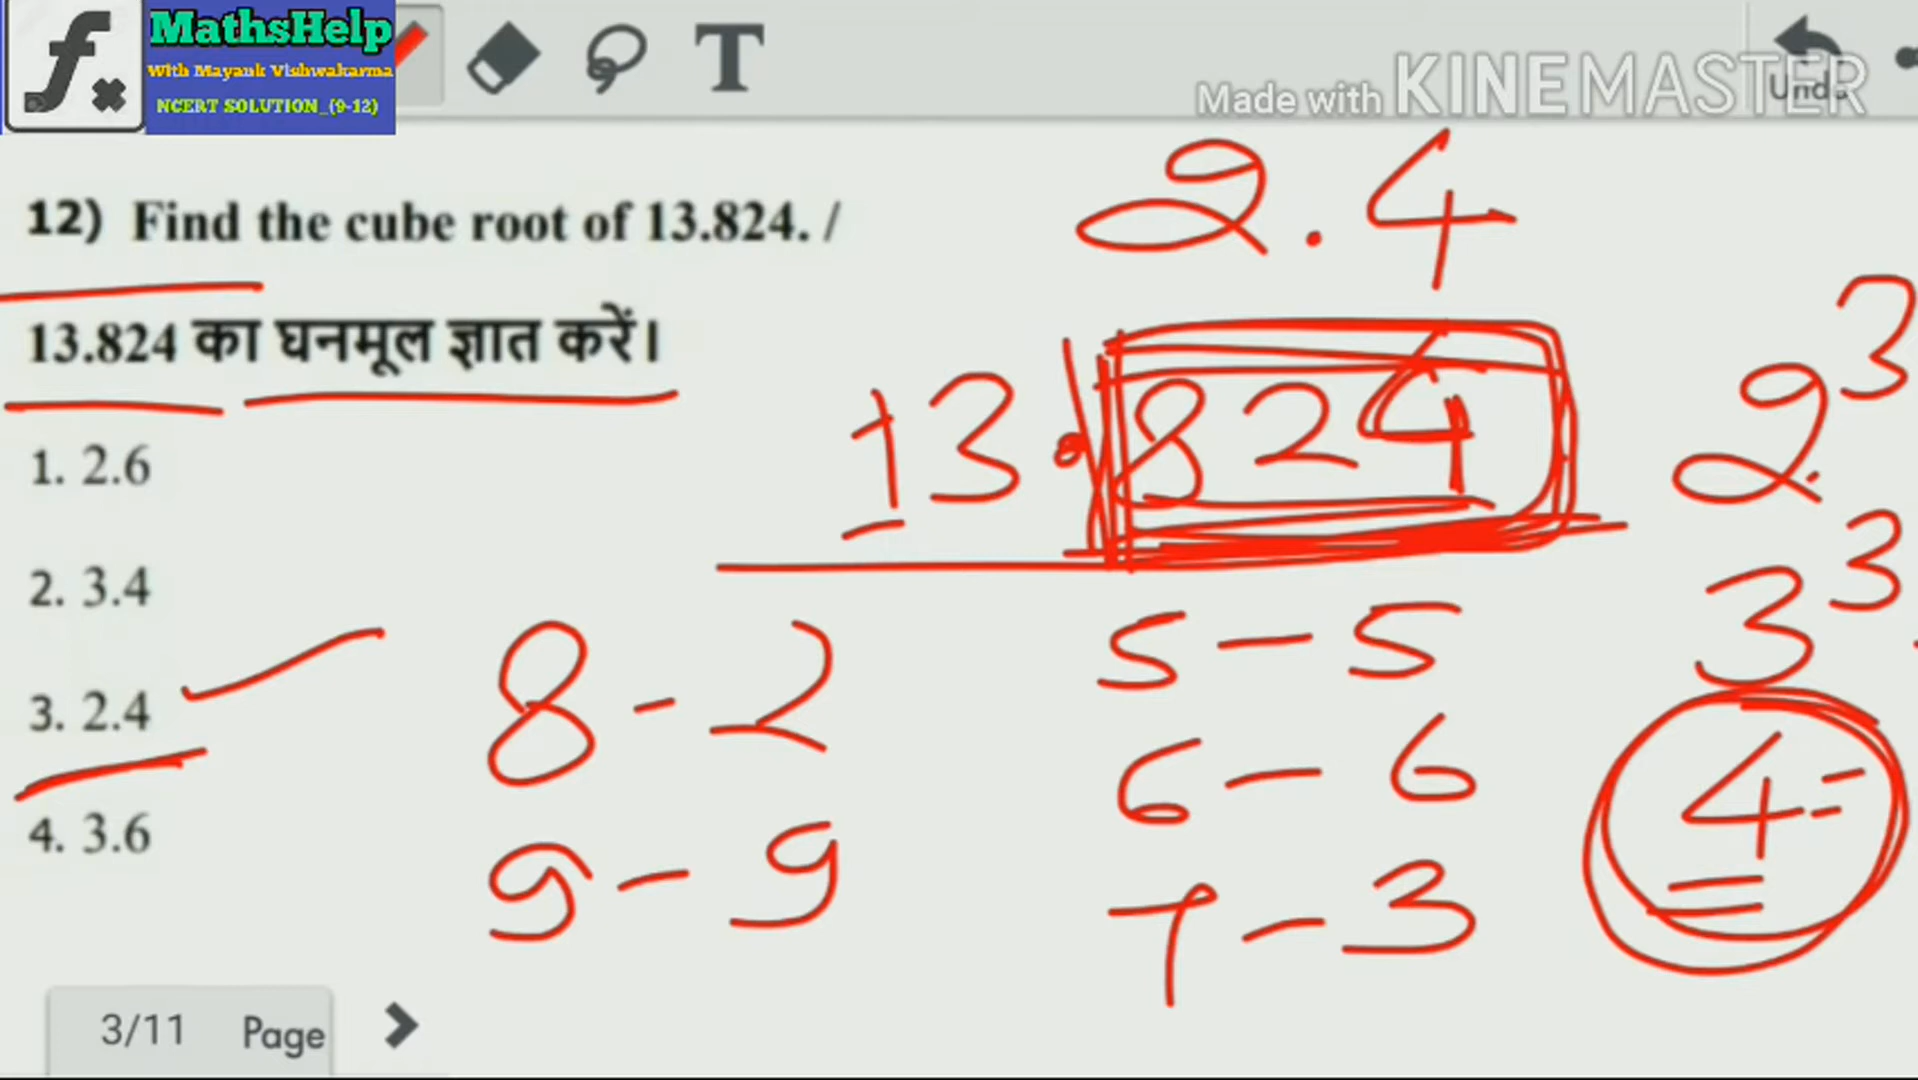 MathsHelp
With Mayank Vishwakarma
NCERT SOLUTION_(9-12)
T
Undo
Made with KINEMASTER
12) Find the cube root of 13.824. /
13.824 का घनमूल ज्ञात करें।
1. 2.6
2. 3.4
3. 2.4
4. 3.6
2.4
13.824
2³
3³
4=
5-5
6-6
7-3
8-2
9-9
3/11 Page